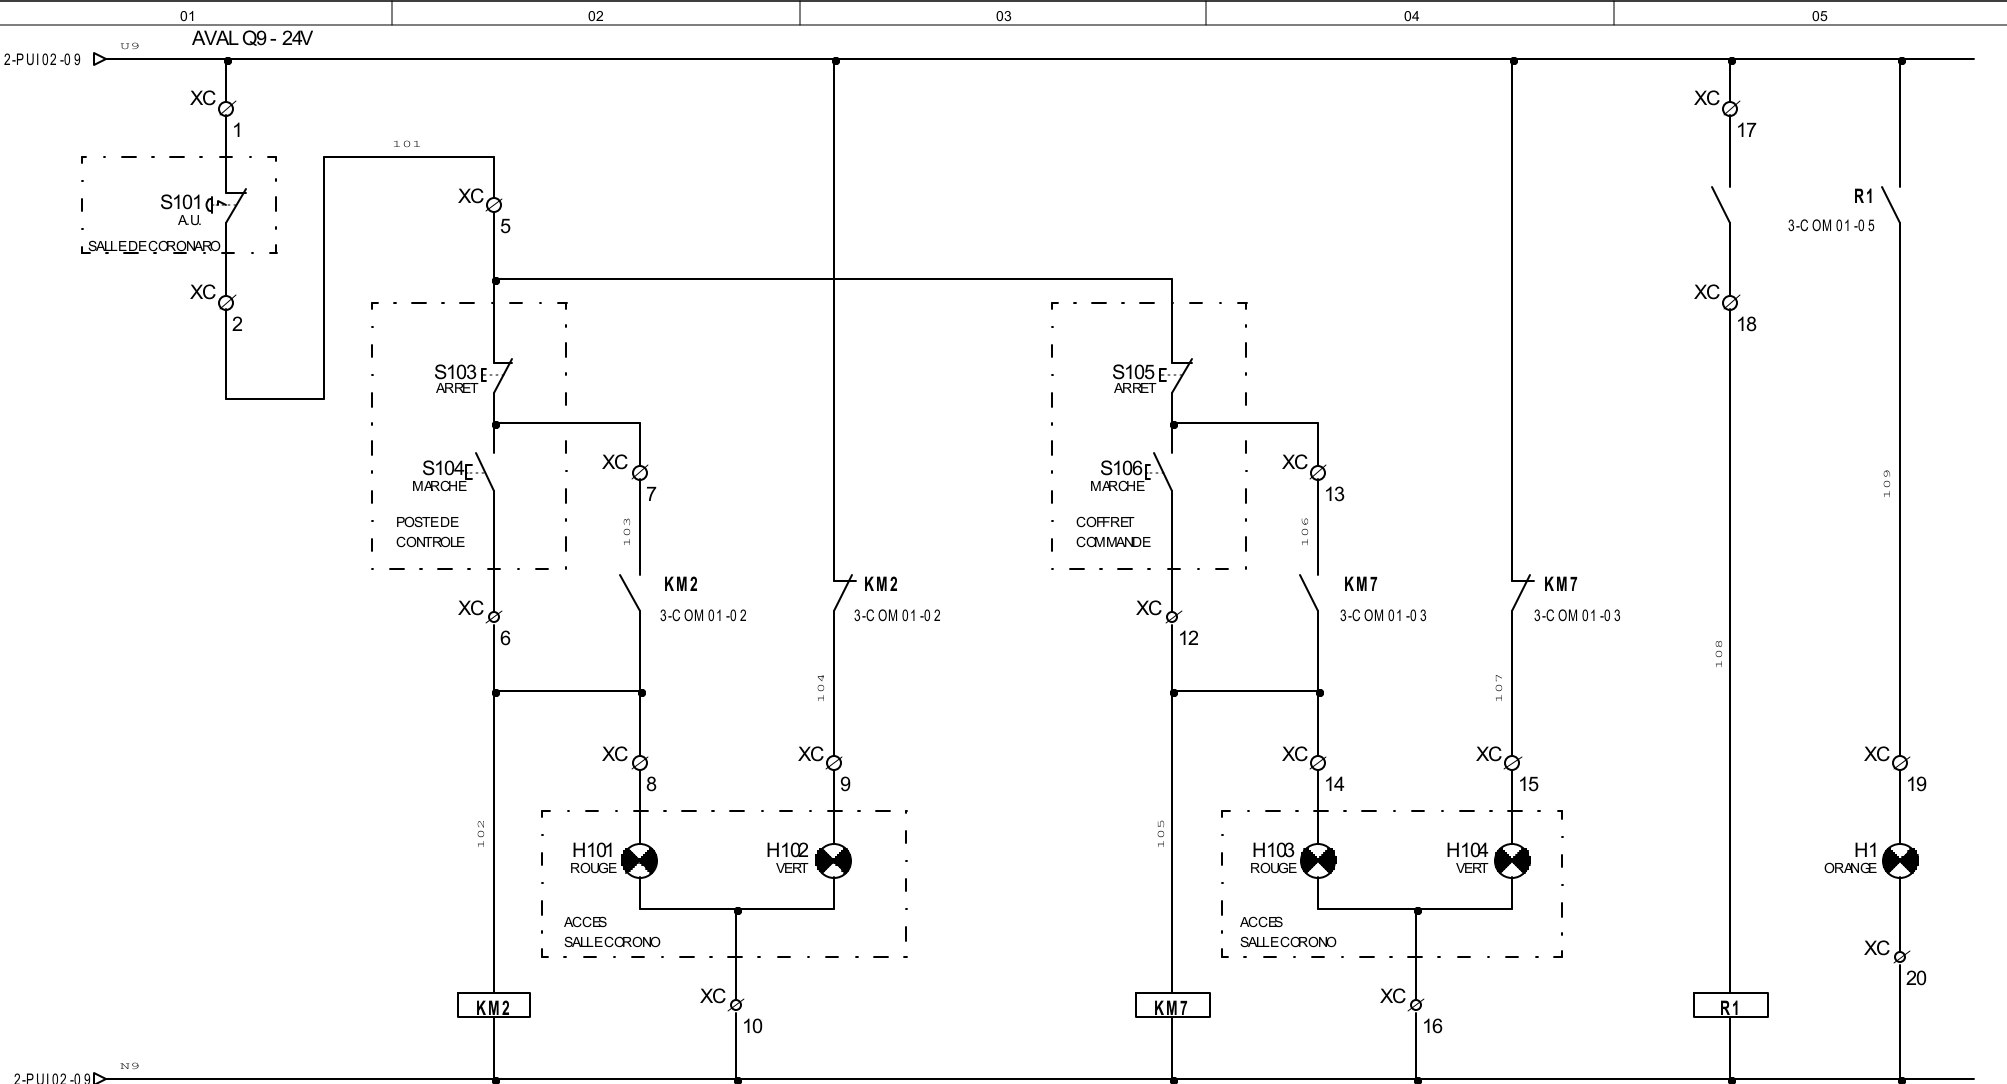 01 02 03 04 05
AVAL Q9 - 24V
U9
2-PUI02-09
XC
1
S101
A.U.
SALLE DE CORONARO
XC
2
101
XC
5
S103
ARRET
S104
MARCHE
POSTE DE
CONTROLE
XC
6
XC
7
103
KM2
3-COM01-02
KM2
3-COM01-02
102
104
XC
8
XC
9
H101
ROUGE
H102
VERT
ACCES
SALLE CORONO
XC
10
KM2
S105
ARRET
S106
MARCHE
COFFRET
COMMANDE
XC
12
XC
13
106
KM7
3-COM01-03
KM7
3-COM01-03
105
107
XC
14
XC
15
H103
ROUGE
H104
VERT
ACCES
SALLE CORONO
XC
16
KM7
XC
17
XC
18
108
R1
R1
3-COM01-05
109
XC
19
H1
ORANGE
XC
20
N9
2-PUI02-09